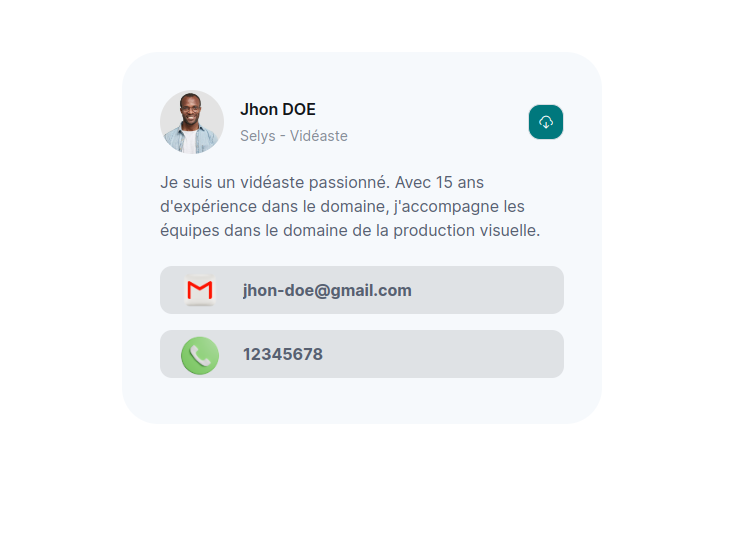 Jhon DOE
Selys - Vidéaste
Je suis un vidéaste passionné. Avec 15 ans
d'expérience dans le domaine, j'accompagne les
équipes dans le domaine de la production visuelle.
jhon-doe@gmail.com
12345678